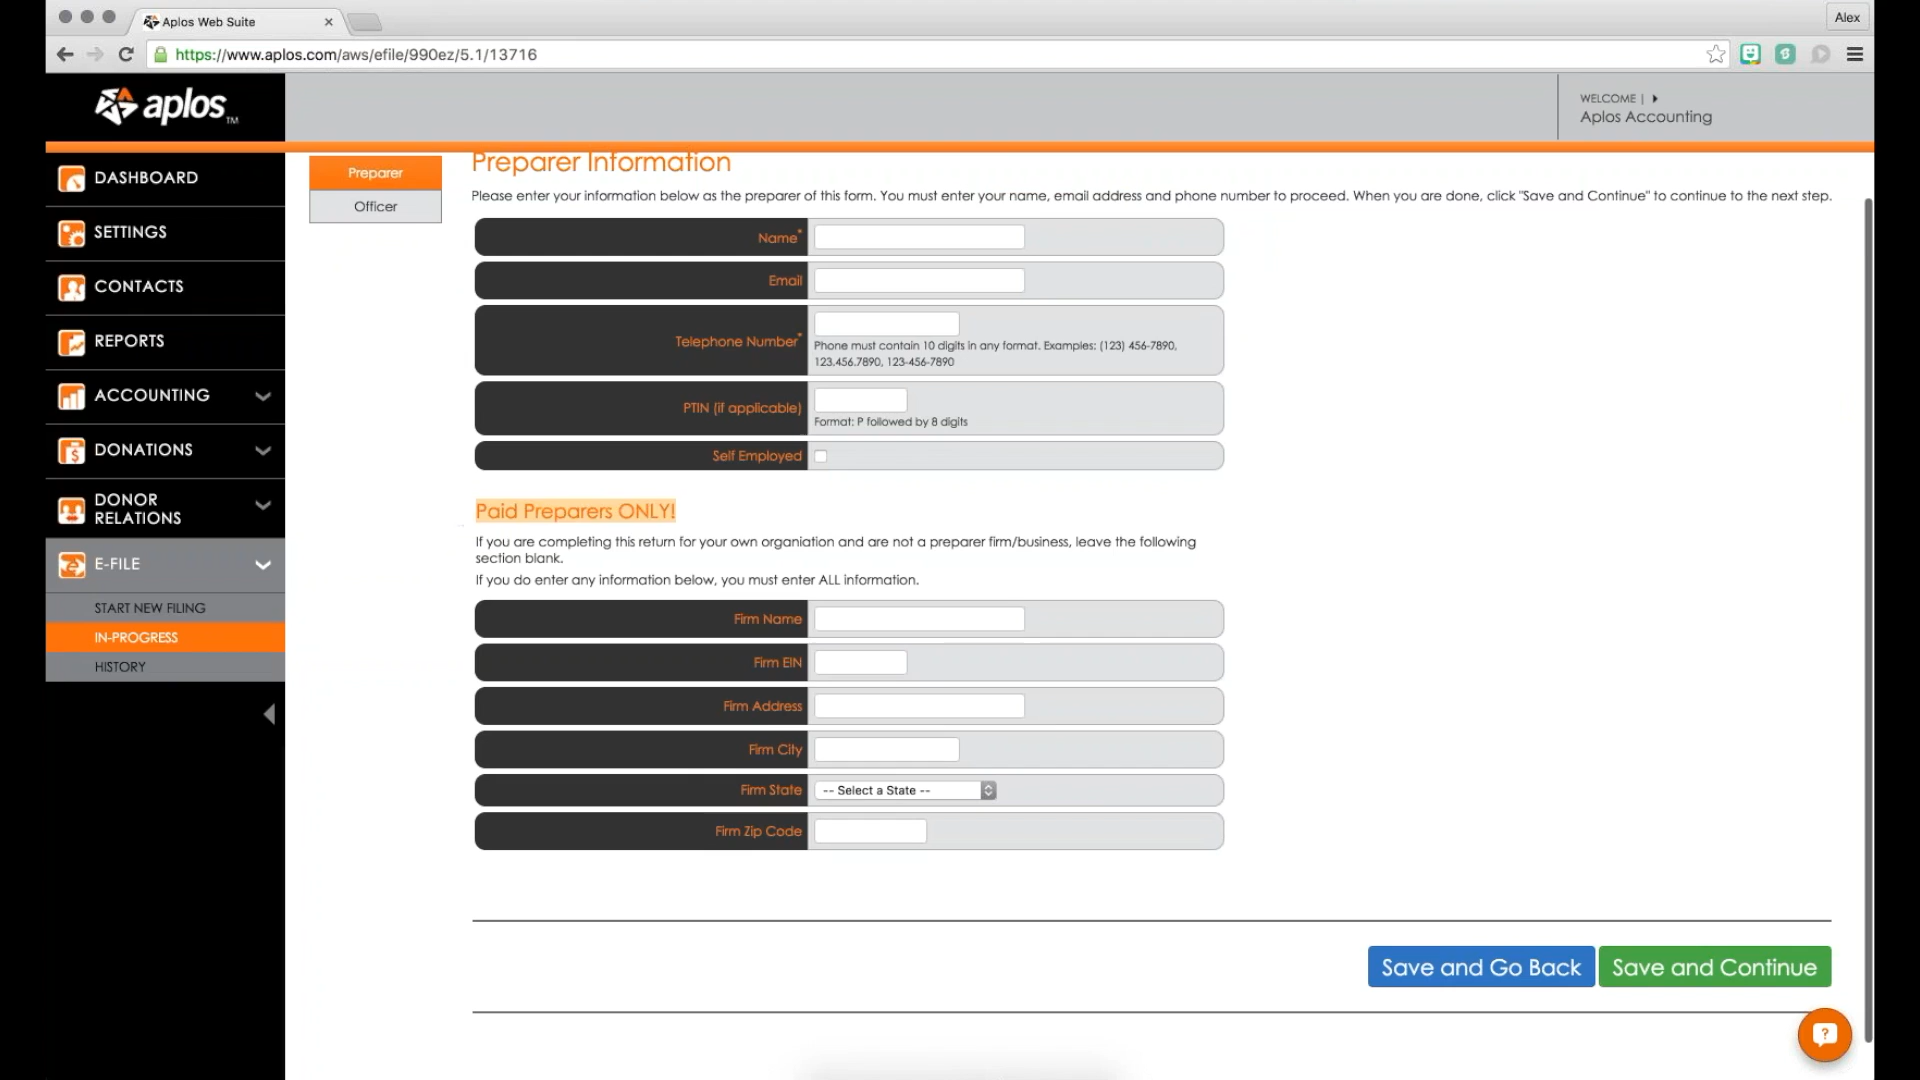 Aplos Web Suite
Alex
https://www.aplos.com/aws/efile/990ez/5.1/13716
aplos TM
WELCOME |
Aplos Accounting
DASHBOARD
SETTINGS
CONTACTS
REPORTS
ACCOUNTING
DONATIONS
DONOR
RELATIONS
E-FILE
START NEW FILING
IN-PROGRESS
HISTORY
Preparer
Officer
Preparer Information
Please enter your information below as the preparer of this form. You must enter your name, email address and phone number to proceed. When you are done, click "Save and Continue" to continue to the next step.
Name*
Email
Telephone Number*
Phone must contain 10 digits in any format. Examples: (123) 456-7890,
123.456.7890, 123-456-7890
PTIN (if applicable)
Format: P followed by 8 digits
Self Employed
Paid Preparers ONLY!
If you are completing this return for your own organiation and are not a preparer firm/business, leave the following
section blank.
If you do enter any information below, you must enter ALL information.
Firm Name
Firm EIN
Firm Address
Firm City
Firm State
-- Select a State --
Firm Zip Code
Save and Go Back
Save and Continue
?